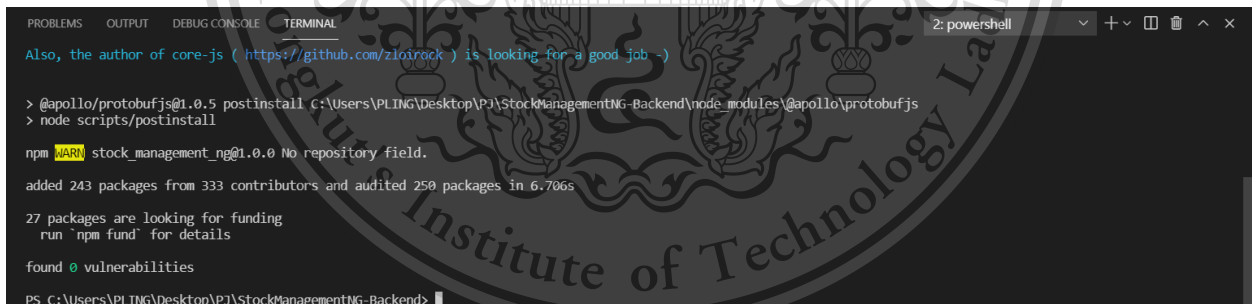 PROBLEMS OUTPUT DEBUG CONSOLE TERMINAL 2: powershell
Also, the author of core-js ( https://github.com/zloirock ) is looking for a good job -)
> @apollo/protobufjs@1.0.5 postinstall C:\Users\PLING\Desktop\PJ\StockManagementNG-Backend\node_modules\@apollo\protobufjs
> node scripts/postinstall
npm WARN stock_management_ng@1.0.0 No repository field.
added 243 packages from 333 contributors and audited 250 packages in 6.706s
27 packages are looking for funding
run `npm fund` for details
found 0 vulnerabilities
PS C:\Users\PLING\Desktop\PJ\StockManagementNG-Backend>
Institute of Technology